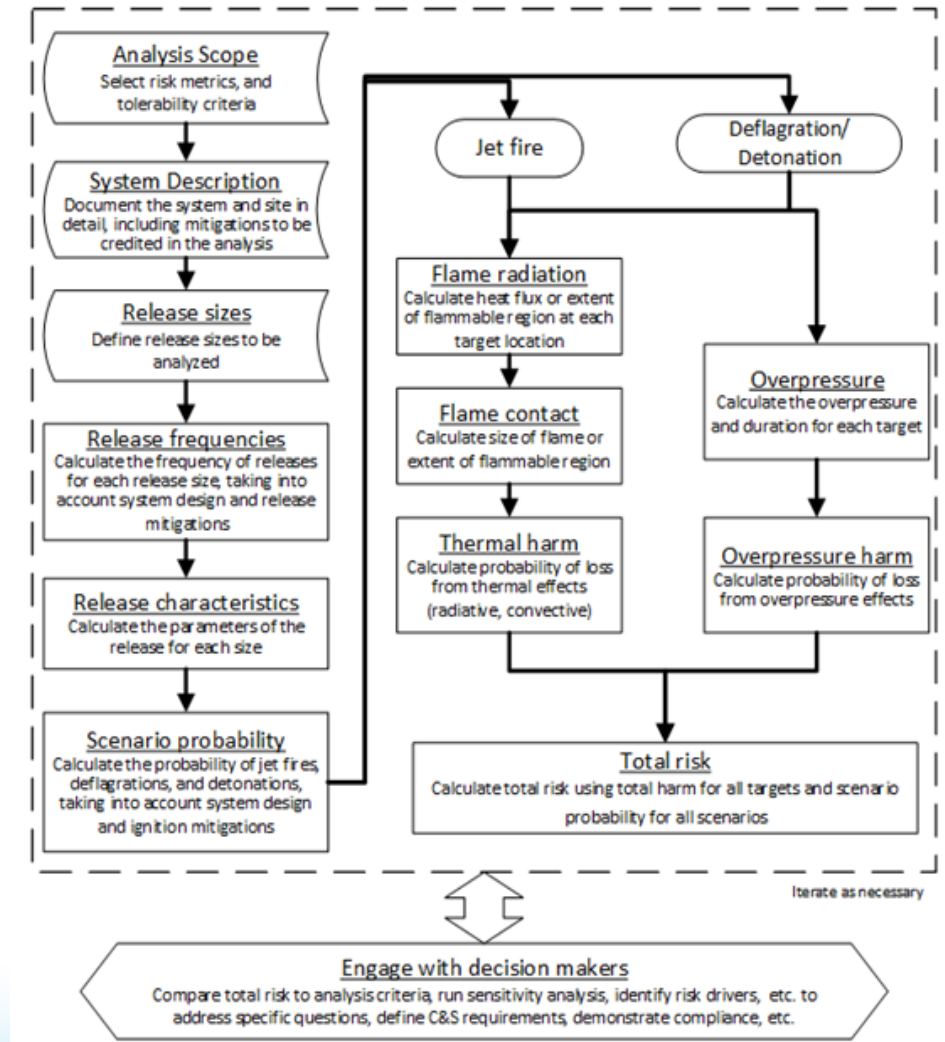 Analysis Scope
Select risk metrics, and
tolerability criteria
System Description
Document the system and site in
detail, including mitigations to be
credited in the analysis
Release sizes
Define release sizes to be
analyzed
Release frequencies
Calculate the frequency of releases
for each release size, taking into
account system design and release
mitigations
Release characteristics
Calculate the parameters of the
release for each size
Scenario probability
Calculate the probability of jet fires,
deflagrations, and detonations,
taking into account system design
and ignition mitigations
Jet fire
Deflagration/
Detonation
Flame radiation
Calculate heat flux or extent
of flammable region at each
target location
Flame contact
Calculate size of flame or
extent of flammable region
Thermal harm
Calculate probability of loss
from thermal effects
(radiative, convective)
Overpressure
Calculate the overpressure
and duration for each target
Overpressure harm
Calculate probability of loss
from overpressure effects
Total risk
Calculate total risk using total harm for all targets and scenario
probability for all scenarios
Iterate as necessary
Engage with decision makers
Compare total risk to analysis criteria, run sensitivity analysis, identify risk drivers, etc. to
address specific questions, define C&S requirements, demonstrate compliance, etc.